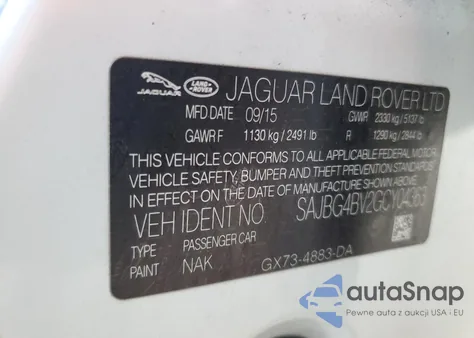 JAGUAR LAND ROVER JAGUAR LAND ROVER LTD
MFD DATE 09/15 GVWR 2330 kg / 5137 lb
GAWR F 1130 kg / 2491 lb R 1290 kg / 2844 lb
THIS VEHICLE CONFORMS TO ALL APPLICABLE FEDERAL MOTOR
VEHICLE SAFETY, BUMPER AND THEFT PREVENTION STANDARDS
IN EFFECT ON THE DATE OF MANUFACTURE SHOWN ABOVE.
VEH IDENT NO. SAJBG4BV2GCY04363
TYPE PASSENGER CAR
PAINT NAK GX73-4883-DA
autoSnap
Pewne auta z aukcji USA i EU